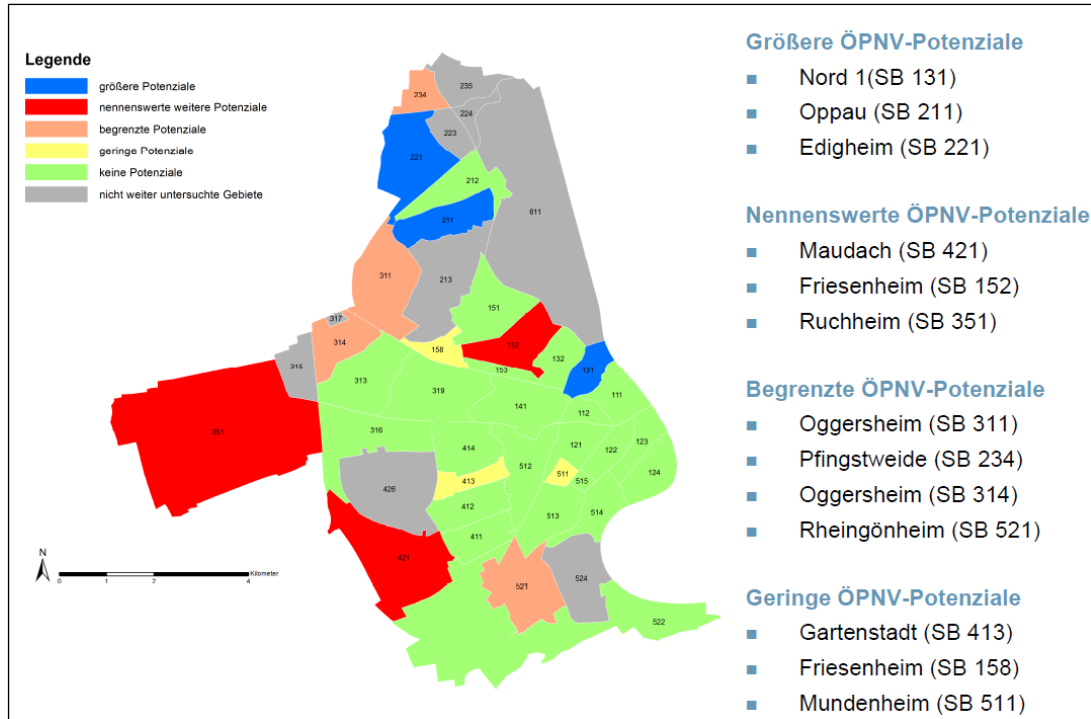 Legende
größere Potenziale
nennenswerte weitere Potenziale
begrenzte Potenziale
geringe Potenziale
keine Potenziale
nicht weiter untersuchte Gebiete
235
234
224
223
221
212
211
611
311
213
317
151
314
158
152
132
153
131
315
313
319
111
141
112
351
316
123
121
122
414
512
124
413
511
515
426
412
514
513
411
421
521
524
522
N
0 1 2 4
Kilometer
Größere ÖPNV-Potenziale
Nord 1(SB 131)
Oppau (SB 211)
Edigheim (SB 221)
Nennenswerte ÖPNV-Potenziale
Maudach (SB 421)
Friesenheim (SB 152)
Ruchheim (SB 351)
Begrenzte ÖPNV-Potenziale
Oggersheim (SB 311)
Pfingstweide (SB 234)
Oggersheim (SB 314)
Rheingönheim (SB 521)
Geringe ÖPNV-Potenziale
Gartenstadt (SB 413)
Friesenheim (SB 158)
Mundenheim (SB 511)